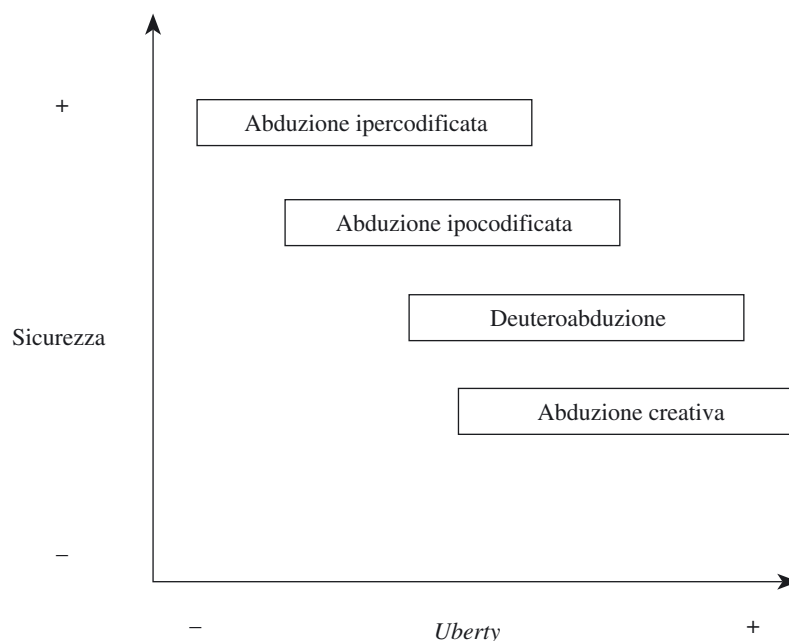 +
Abduzione ipercodificata
Abduzione ipocodificata
Deuteroabduzione
Sicurezza
Abduzione creativa
–
– Uberty +